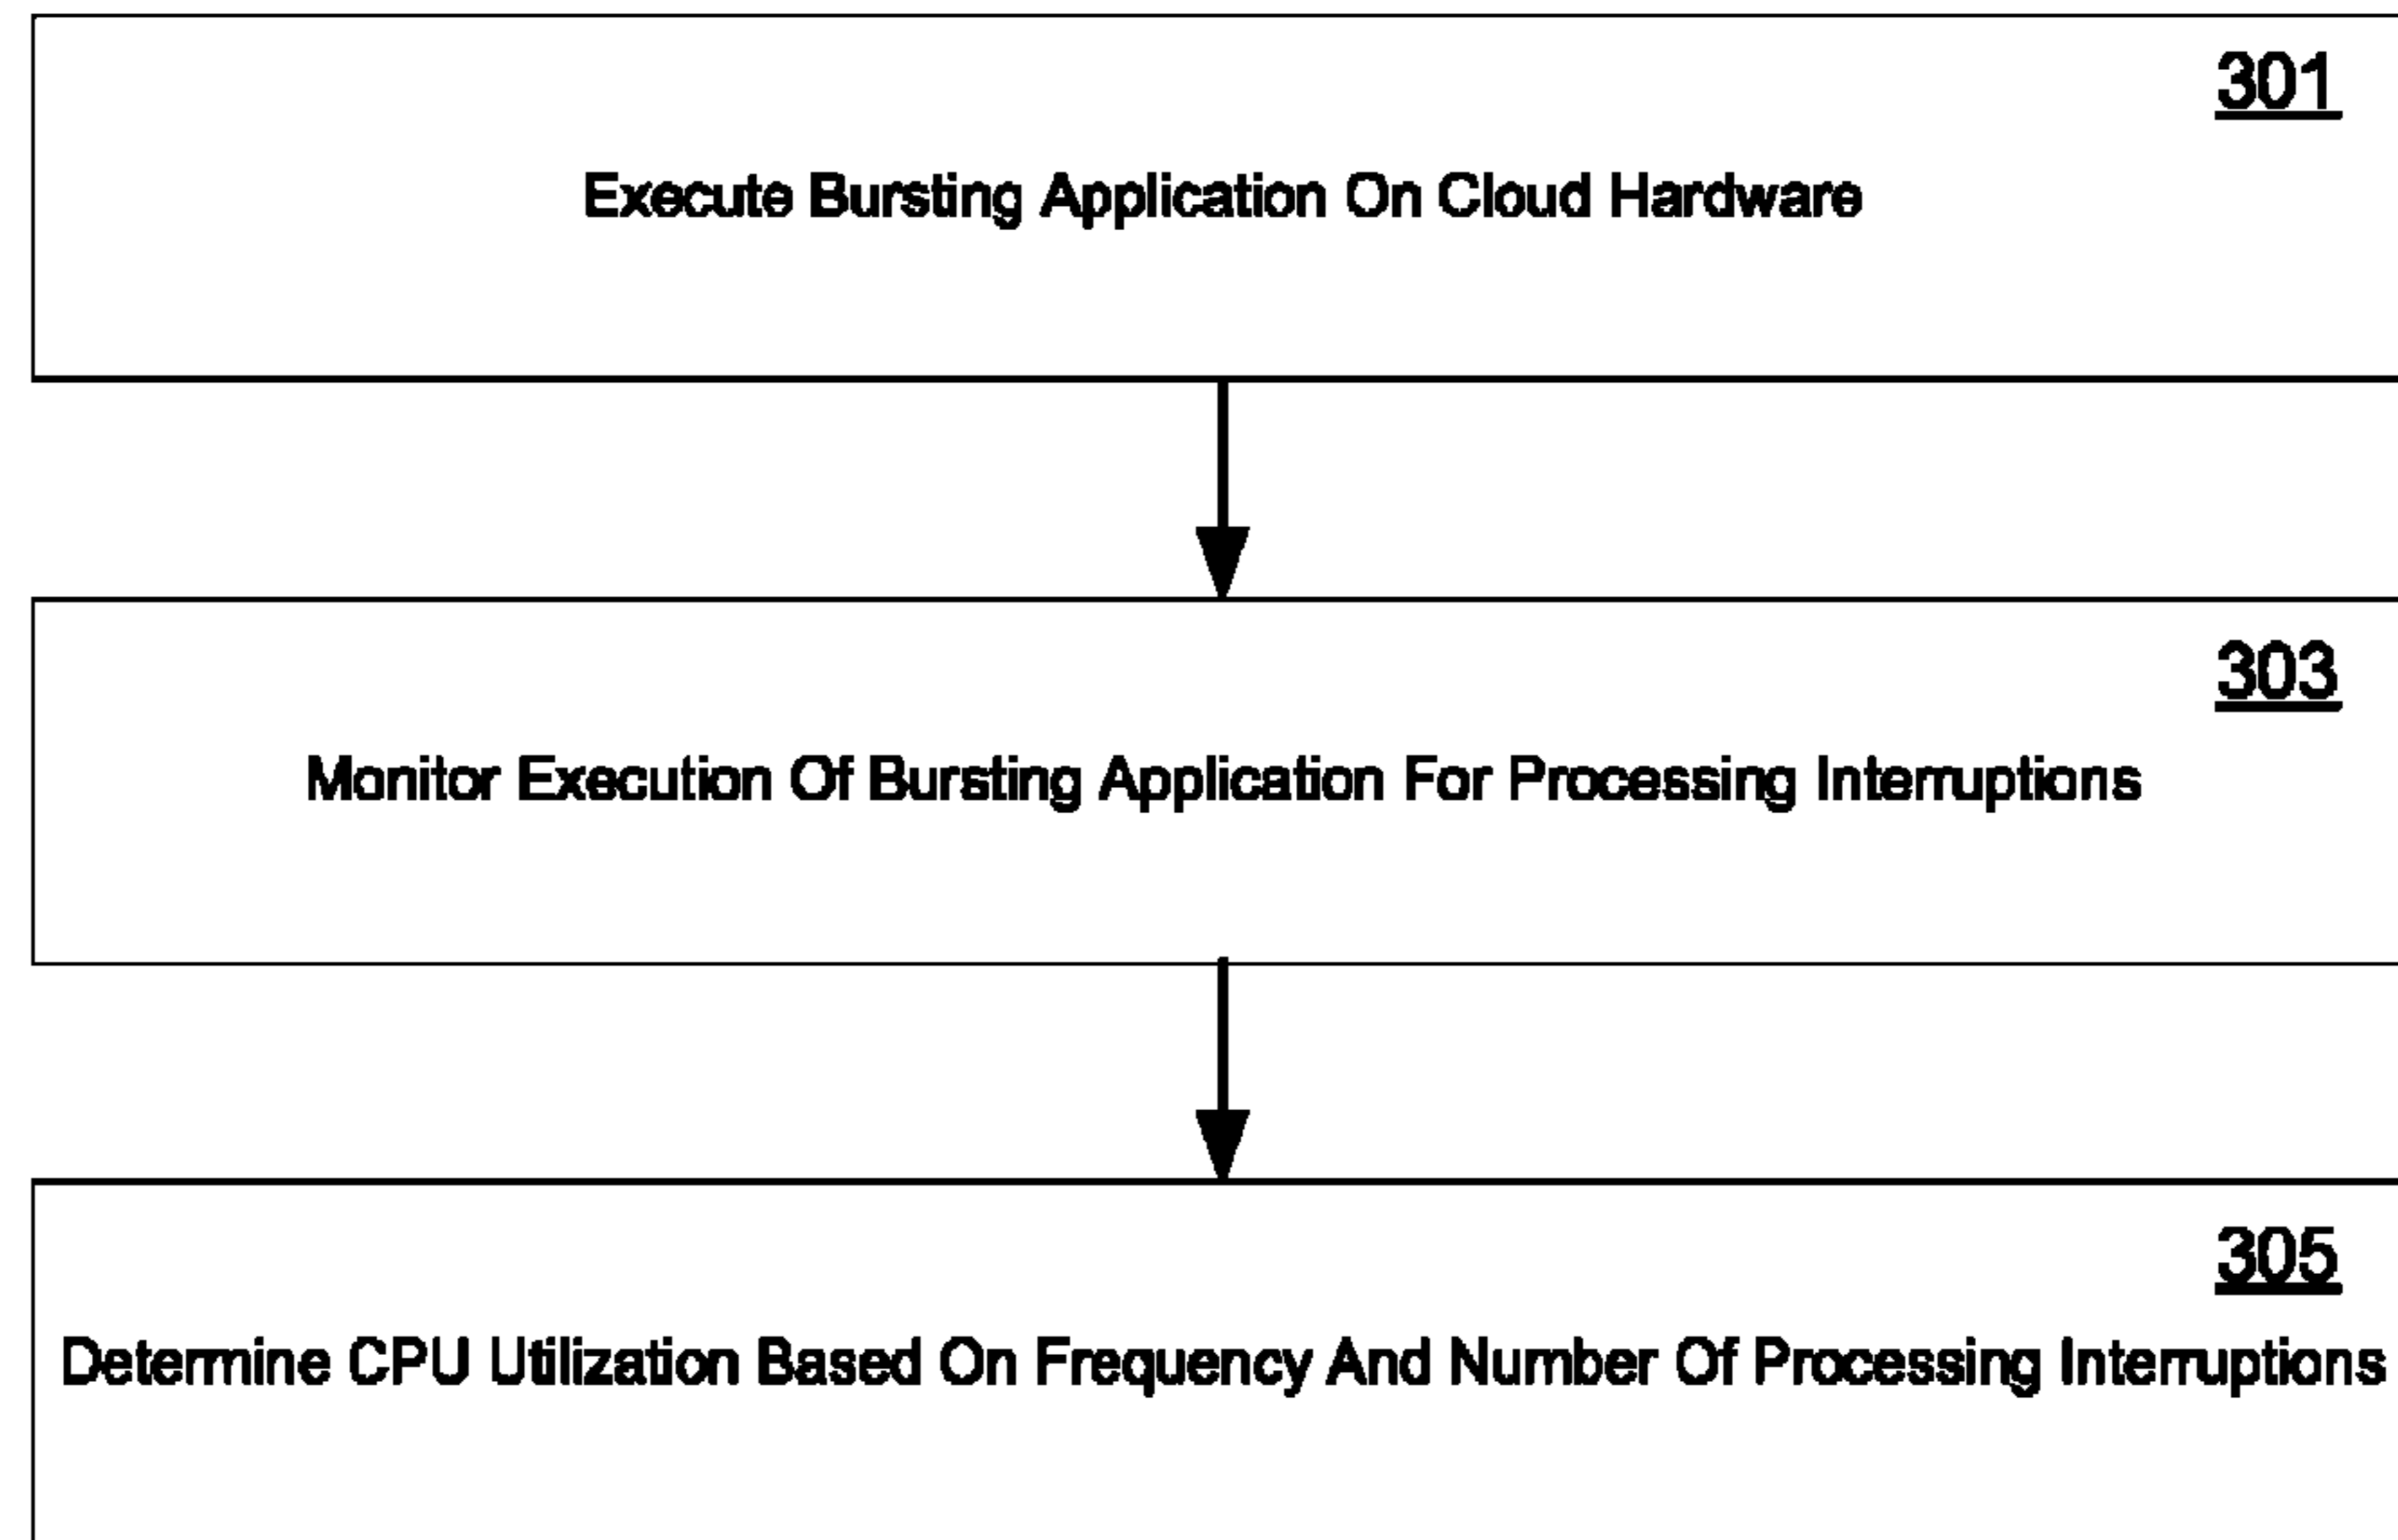 301
Execute Bursting Application On Cloud Hardware
303
Monitor Execution Of Bursting Application For Processing Interruptions
305
Determine CPU Utilization Based On Frequency And Number Of Processing Interruptions